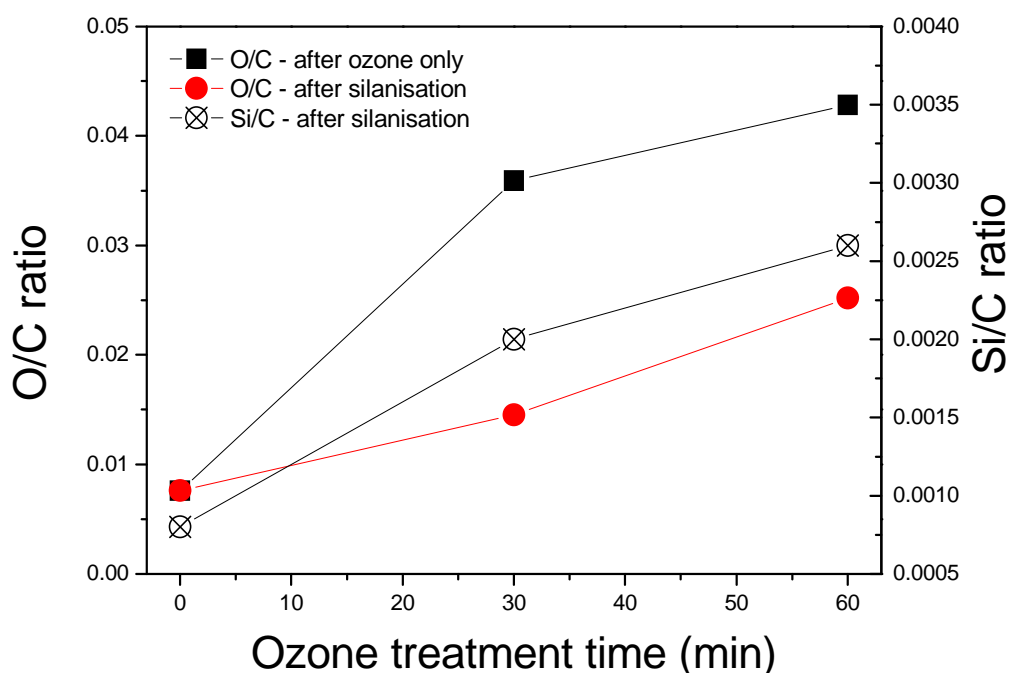 O/C - after ozone only
O/C - after silanisation
Si/C - after silanisation
O/C ratio
0.05
0.04
0.03
0.02
0.01
0.00
Si/C ratio
0.0040
0.0035
0.0030
0.0025
0.0020
0.0015
0.0010
0.0005
0 10 20 30 40 50 60
Ozone treatment time (min)